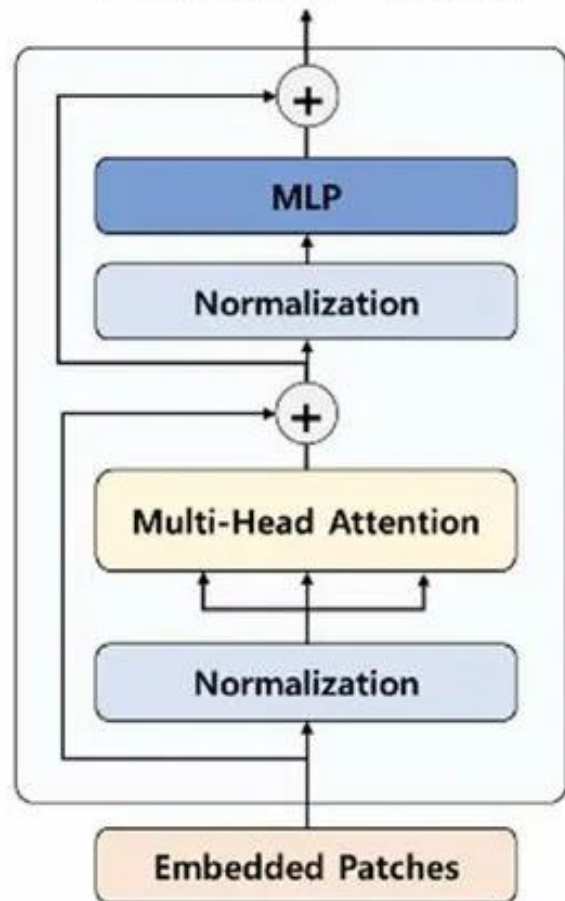 +
MLP
Normalization
+
Multi-Head Attention
Normalization
Embedded Patches